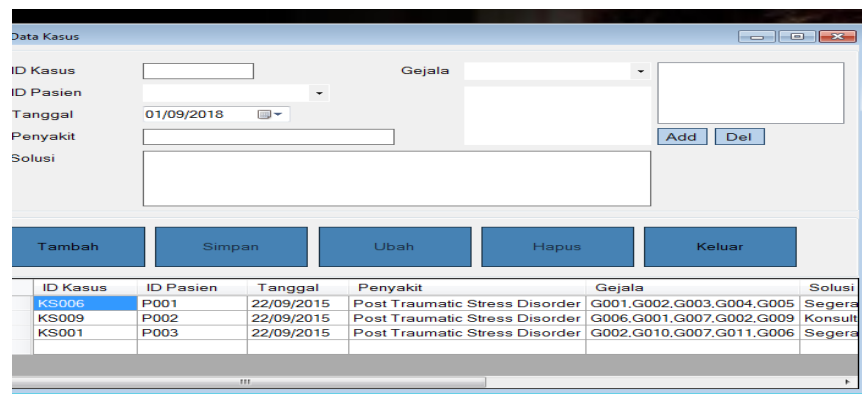 Data Kasus
ID Kasus Gejala
ID Pasien
Tanggal 01/09/2018
Penyakit Add Del
Solusi
Tambah Simpan Ubah Hapus Keluar
ID Kasus ID Pasien Tanggal Penyakit Gejala Solusi
KS006 P001 22/09/2015 Post Traumatic Stress Disorder G001,G002,G003,G004,G005 Segera
KS009 P002 22/09/2015 Post Traumatic Stress Disorder G006,G001,G007,G002,G009 Konsult
KS001 P003 22/09/2015 Post Traumatic Stress Disorder G002,G010,G007,G011,G006 Segera